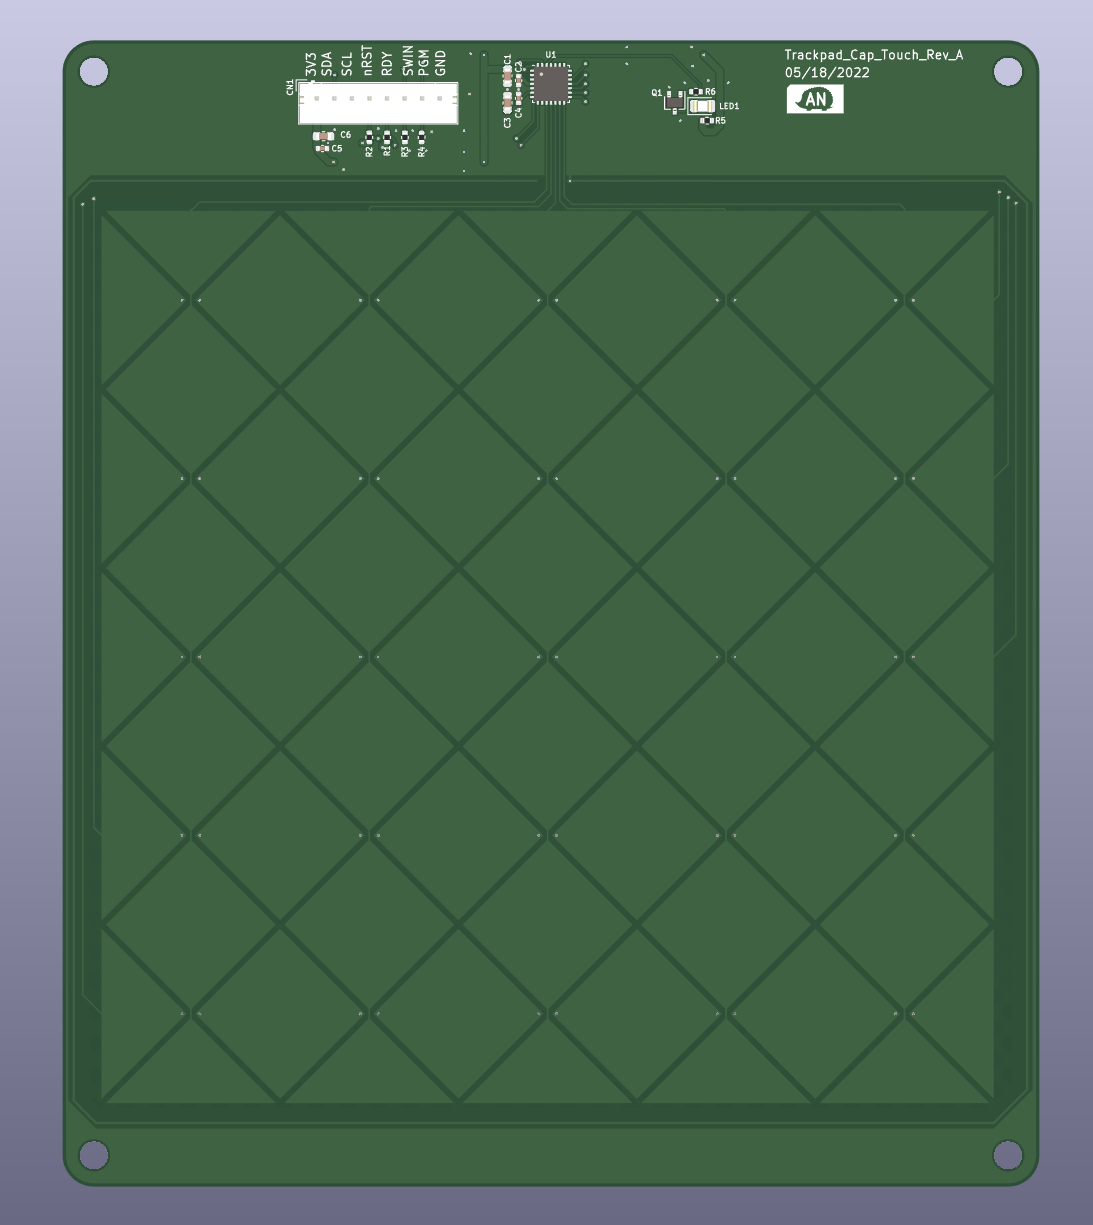 Trackpad_Cap_Touch_Rev_A
05/18/2022
AN
3V3
SDA
SCL
nRST
RDY
SWIN
PGM
GND
CN1
C6
C5
R2
R1
R3
R4
C1
C2
C3
C4
U1
Q1
R6
LED1
R5